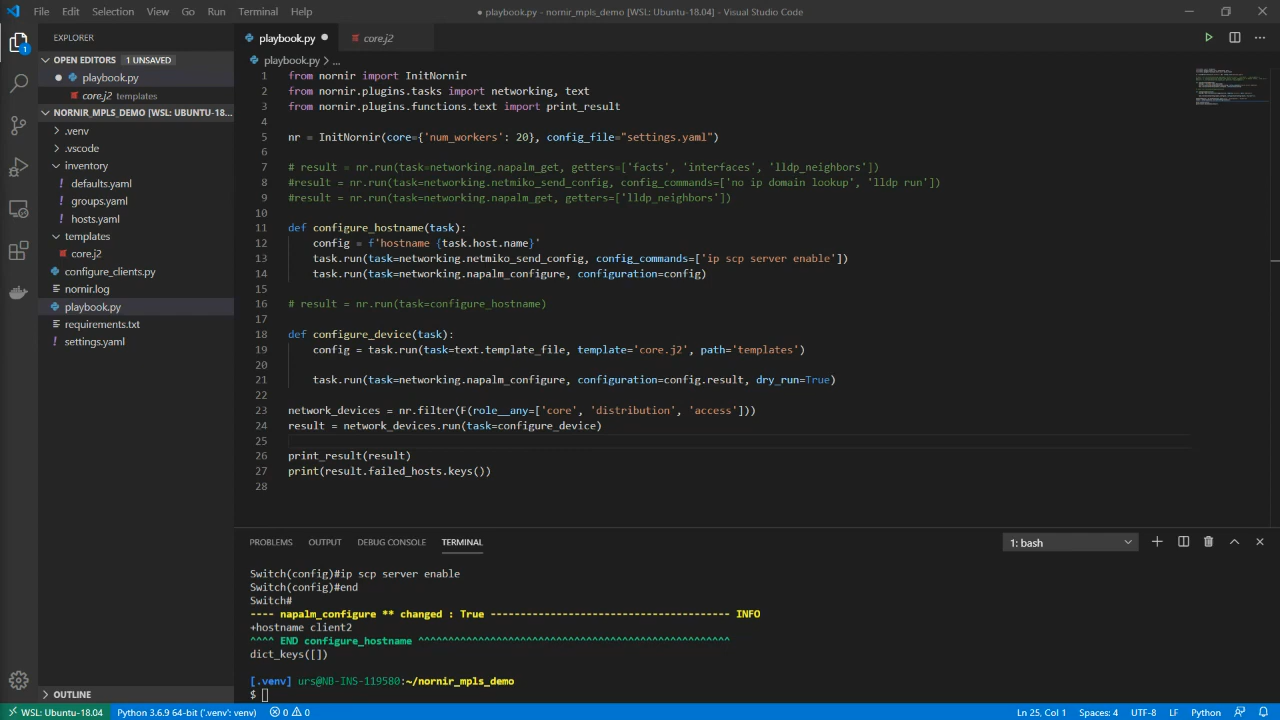 File Edit Selection View Go Run Terminal Help
● playbook.py - nornir_mpls_demo [WSL: Ubuntu-18.04] - Visual Studio Code
EXPLORER
OPEN EDITORS 1 UNSAVED
playbook.py
core.j2 templates
NORNIR_MPLS_DEMO [WSL: UBUNTU-18....
.venv
.vscode
inventory
! defaults.yaml
! groups.yaml
! hosts.yaml
templates
core.j2
configure_clients.py
nornir.log
playbook.py
requirements.txt
! settings.yaml
OUTLINE
1
playbook.py ●
core.j2
playbook.py > ...
1 from nornir import InitNornir
2 from nornir.plugins.tasks import networking, text
3 from nornir.plugins.functions.text import print_result
4
5 nr = InitNornir(core={'num_workers': 20}, config_file="settings.yaml")
6
7 # result = nr.run(task=networking.napalm_get, getters=['facts', 'interfaces', 'lldp_neighbors'])
8 #result = nr.run(task=networking.netmiko_send_config, config_commands=['no ip domain lookup', 'lldp run'])
9 #result = nr.run(task=networking.napalm_get, getters=['lldp_neighbors'])
10
11 def configure_hostname(task):
12 config = f'hostname {task.host.name}'
13 task.run(task=networking.netmiko_send_config, config_commands=['ip scp server enable'])
14 task.run(task=networking.napalm_configure, configuration=config)
15
16 # result = nr.run(task=configure_hostname)
17
18 def configure_device(task):
19 config = task.run(task=text.template_file, template='core.j2', path='templates')
20
21 task.run(task=networking.napalm_configure, configuration=config.result, dry_run=True)
22
23 network_devices = nr.filter(F(role__any=['core', 'distribution', 'access']))
24 result = network_devices.run(task=configure_device)
25
26 print_result(result)
27 print(result.failed_hosts.keys())
28
PROBLEMS OUTPUT DEBUG CONSOLE TERMINAL
1: bash
Switch(config)#ip scp server enable
Switch(config)#end
Switch#
---- napalm_configure ** changed : True -------------------------------------- INFO
+hostname client2
^^^^ END configure_hostname ^^^^^^^^^^^^^^^^^^^^^^^^^^^^^^^^^^^^^^^^^^^^^^^^^^^^
dict_keys([])
[.venv] urs@NB-INS-119580:~/nornir_mpls_demo
$
WSL: Ubuntu-18.04 Python 3.6.9 64-bit ('.venv': venv) 0 0
Ln 25, Col 1 Spaces: 4 UTF-8 LF Python